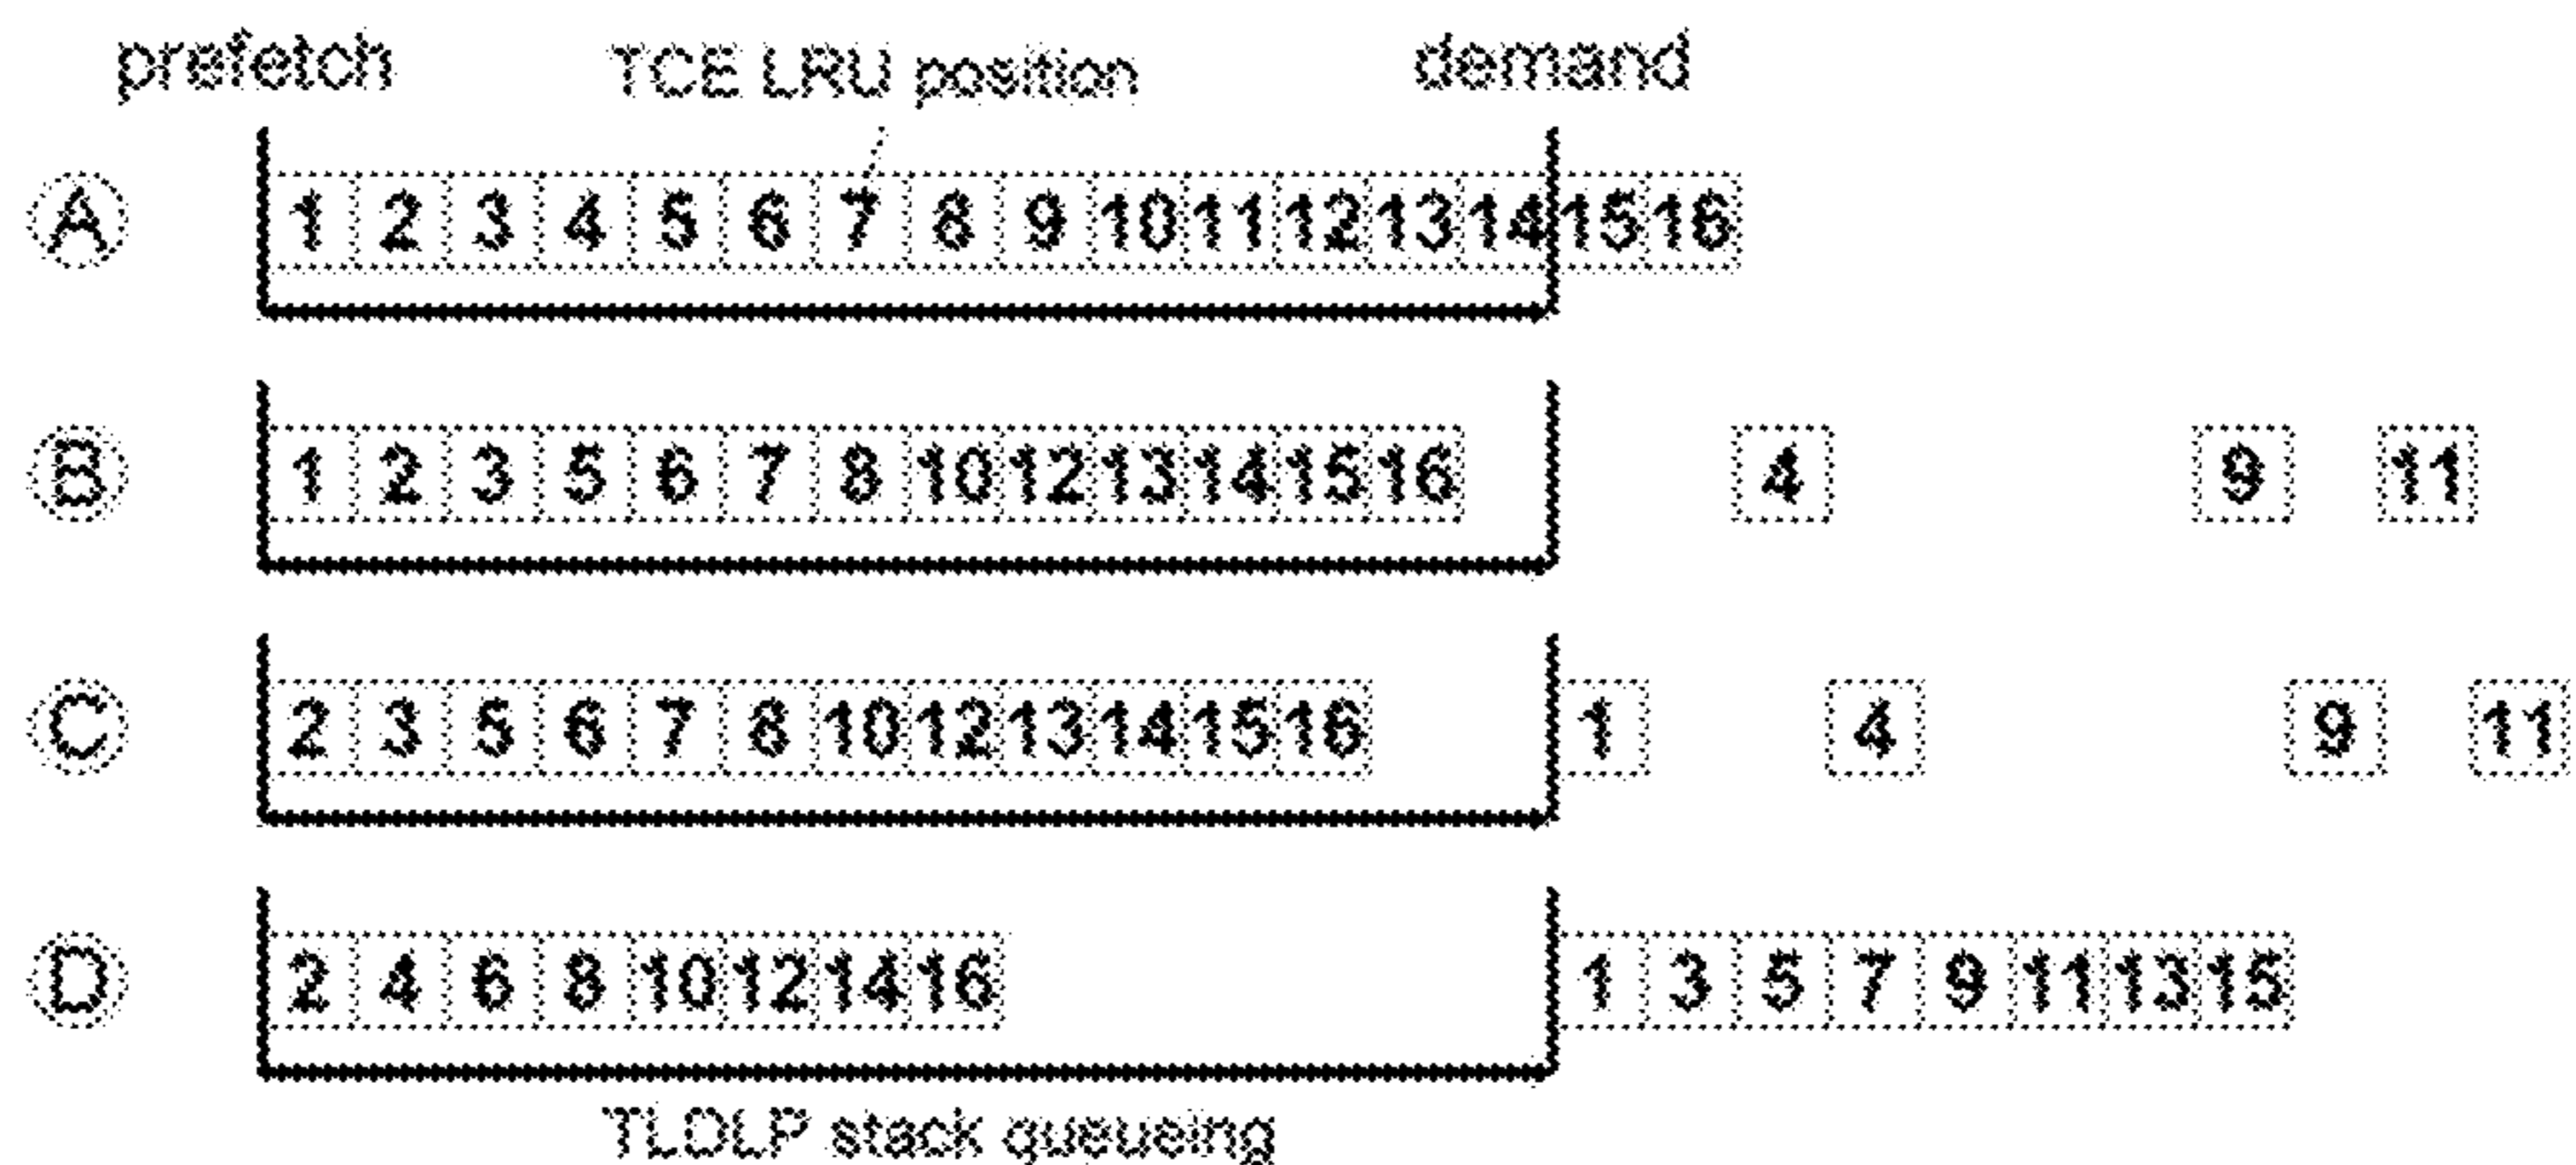 prefetch TCE LRU position demand
A 1 2 3 4 5 6 7 8 9 10 11 12 13 14 15 16
B 1 2 3 5 6 7 8 10 12 13 14 15 16 4 9 11
C 2 3 5 6 7 8 10 12 13 14 15 16 1 4 9 11
D 2 4 6 8 10 12 14 16 1 3 5 7 9 11 13 15
TLDLP stack queueing